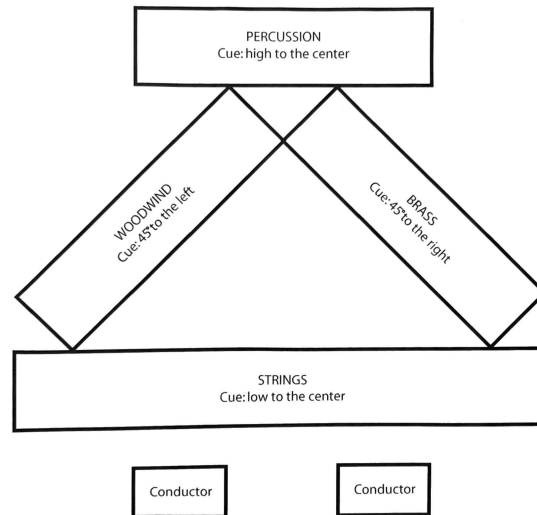 PERCUSSION
Cue: high to the center
WOODWIND
Cue: 45° to the left
BRASS
Cue: 45° to the right
STRINGS
Cue: low to the center
Conductor
Conductor